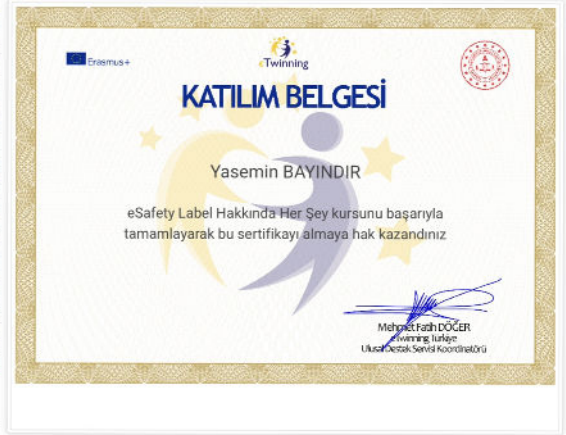 Erasmus+
eTwinning
KATILIM BELGESİ
Yasemin BAYINDIR
eSafety Label Hakkında Her Şey kursunu başarıyla
tamamlayarak bu sertifikayı almaya hak kazandınız
Mehmet Fatih DÖĞER
eTwinning Türkiye
Ulusal Destek Servisi Koordinatörü